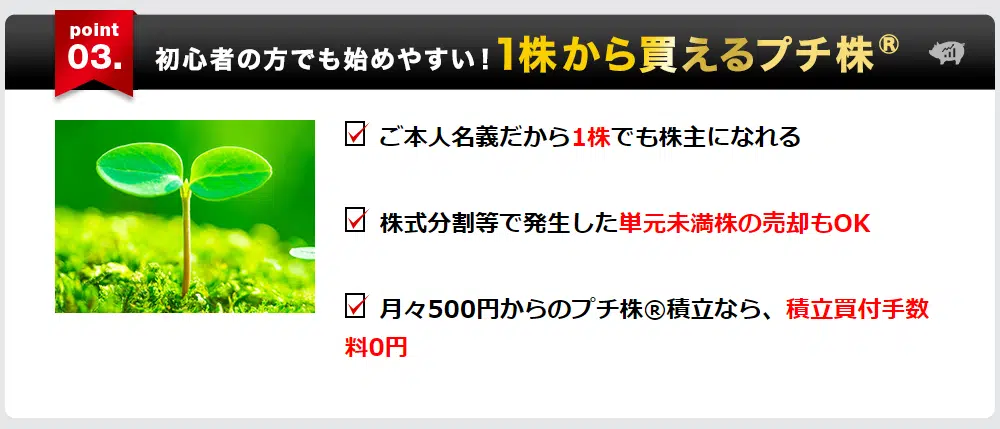 point
03.
初心者の方でも始めやすい!1株から買えるプチ株®
ご本人名義だから1株でも株主になれる
株式分割等で発生した単元未満株の売却もOK
月々500円からのプチ株®積立なら、積立買付手数
料0円